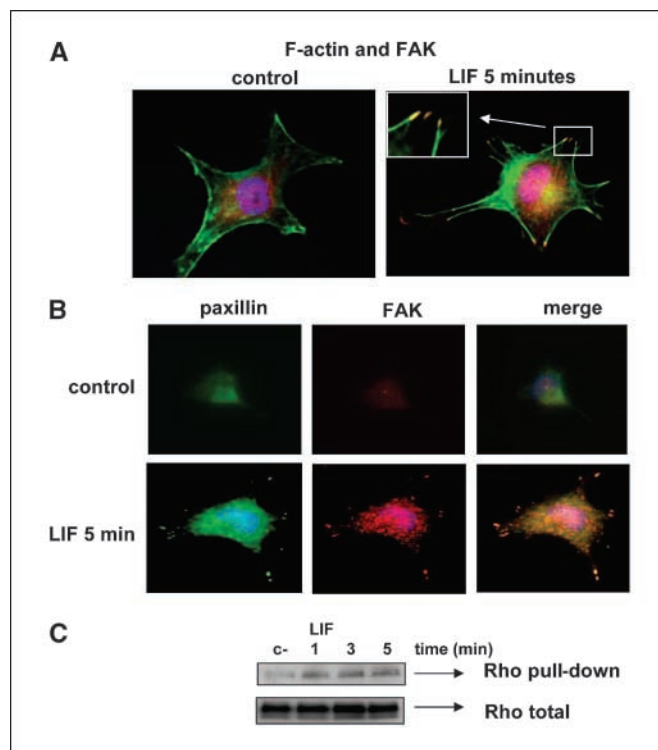 A
F-actin and FAK
control
LIF 5 minutes
B
paxillin
FAK
merge
control
LIF 5 min
C
LIF
c- 1 3 5 time (min)
Rho pull-down
Rho total